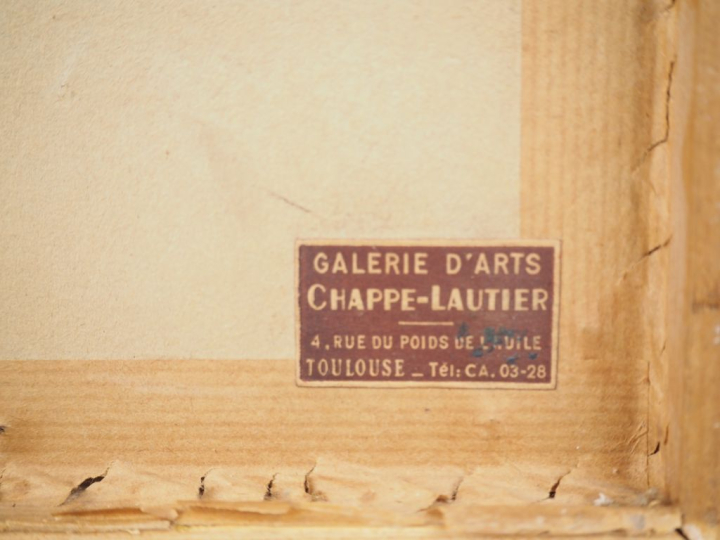 GALERIE D'ARTS
CHAPPE-LAUTIER
4, RUE DU POIDS DE L'HUILE
TOULOUSE _ Tél: CA. 03-28